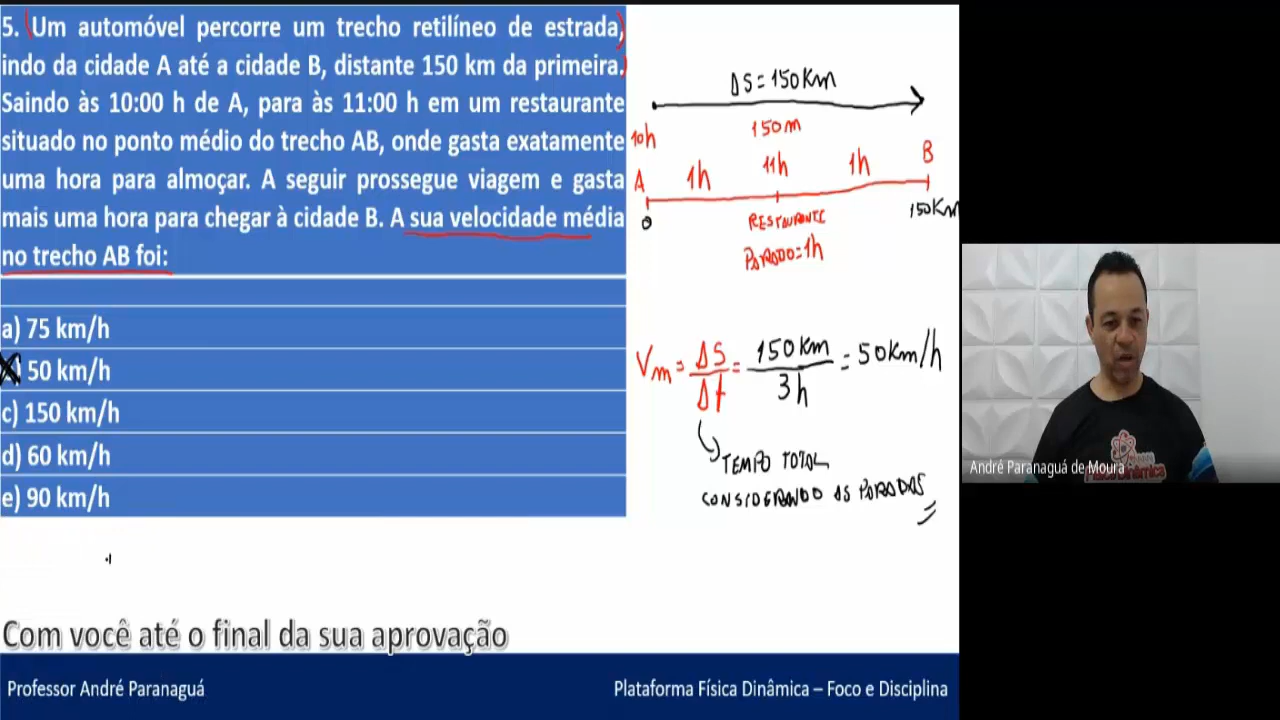 5. Um automóvel percorre um trecho retilíneo de estrada,
indo da cidade A até a cidade B, distante 150 km da primeira.
Saindo às 10:00 h de A, para às 11:00 h em um restaurante
situado no ponto médio do trecho AB, onde gasta exatamente
uma hora para almoçar. A seguir prossegue viagem e gasta
mais uma hora para chegar à cidade B. A sua velocidade média
no trecho AB foi:
a) 75 km/h
50 km/h
c) 150 km/h
d) 60 km/h
e) 90 km/h
ΔS = 150 Km
10h
150 m
A 1h 11h 1h B
0
RESTAURANTE
150 Km
PARADO = 1h
Vm = ΔS/Δt = 150 Km/3h = 50 Km/h
TEMPO TOTAL
CONSIDERANDO AS PARADAS
André Paranaguá de Moura
Com você até o final da sua aprovação
Professor André Paranaguá
Plataforma Física Dinâmica – Foco e Disciplina